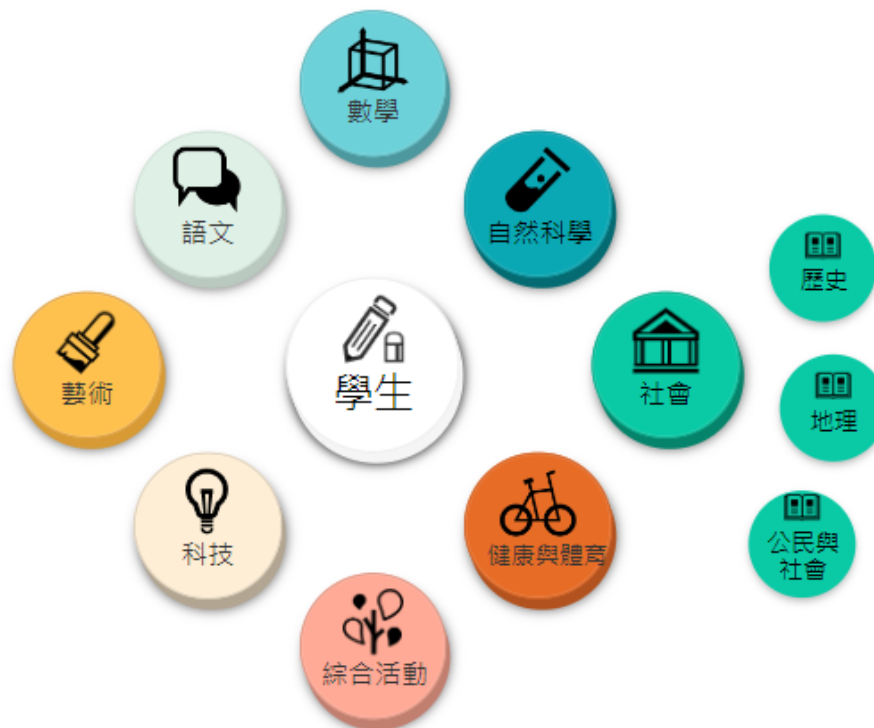 數學
語文
自然科學
歷史
藝術
學生
社會
地理
科技
健康與體育
公民與
社會
綜合活動